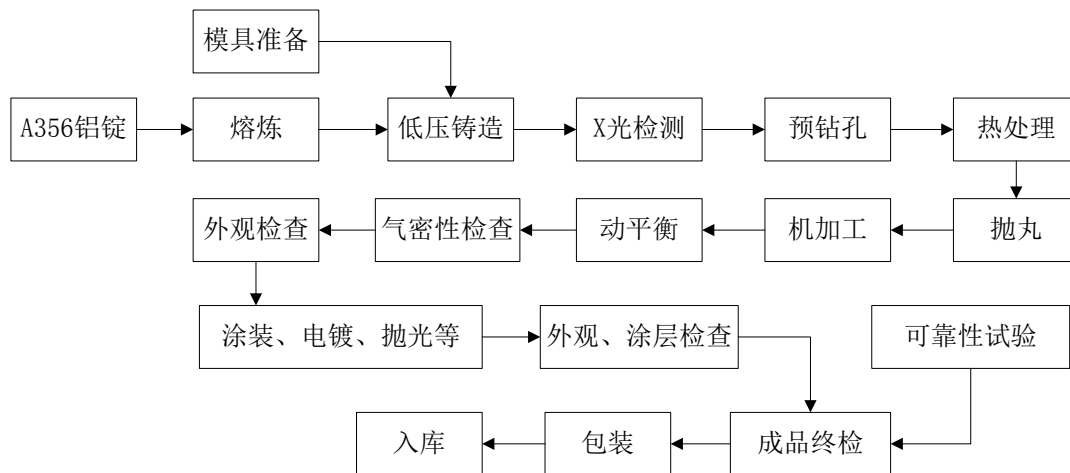 模具准备
A356铝锭
熔炼
低压铸造
X光检测
预钻孔
热处理
抛丸
机加工
动平衡
气密性检查
外观检查
涂装、电镀、抛光等
外观、涂层检查
可靠性试验
成品终检
包装
入库